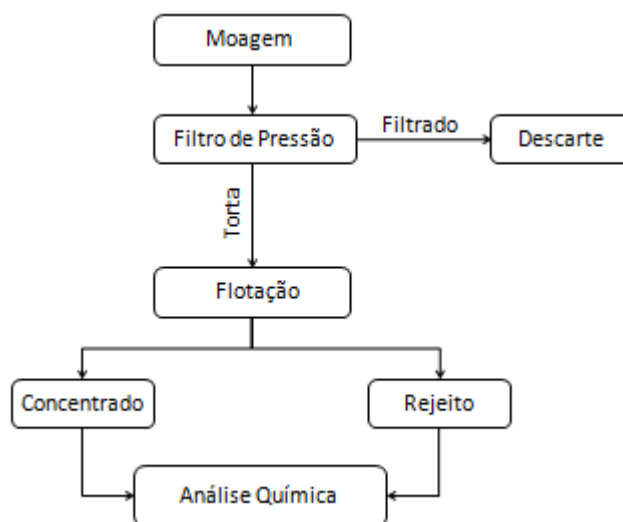 Moagem
Filtro de Pressão
Filtrado
Descarte
Torta
Flotação
Concentrado
Rejeito
Análise Química